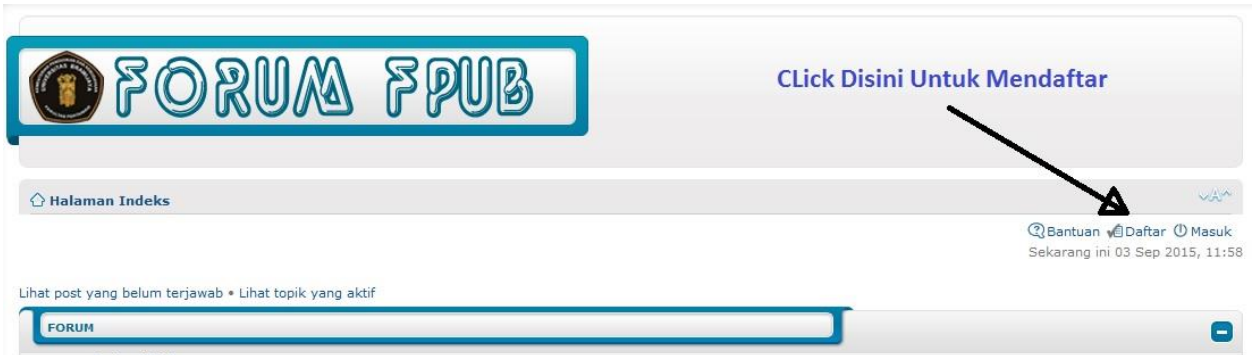 FORUM FPUB
CLick Disini Untuk Mendaftar
Halaman Indeks
Bantuan Daftar Masuk
Sekarang ini 03 Sep 2015, 11:58
Lihat post yang belum terjawab • Lihat topik yang aktif
FORUM